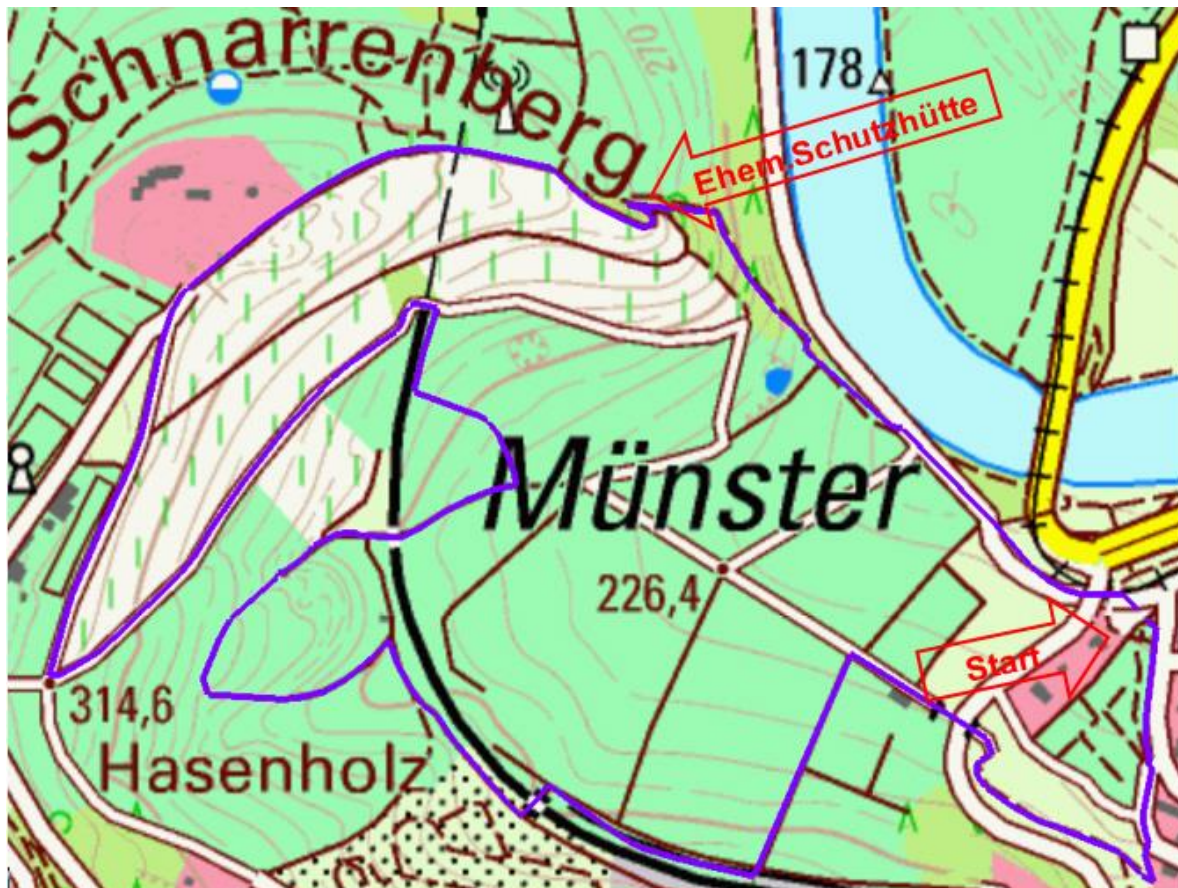 Schnarrenberg
270
178
Ehem.Schutzhütte
Münster
226,4
Start
314,6
Hasenholz